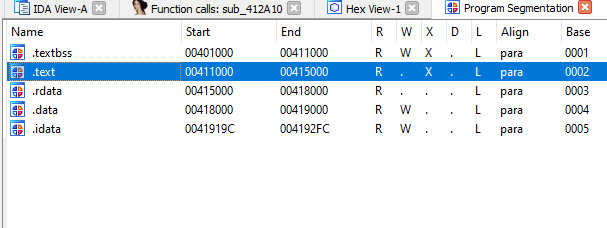 IDA View-A Function calls: sub_412A10 Hex View-1 Program Segmentation
Name Start End R W X D L Align Base
.textbss 00401000 00411000 R W X . L para 0001
.text 00411000 00415000 R . X . L para 0002
.rdata 00415000 00418000 R . . . L para 0003
.data 00418000 00419000 R W . . L para 0004
.idata 0041919C 004192FC R W . . L para 0005